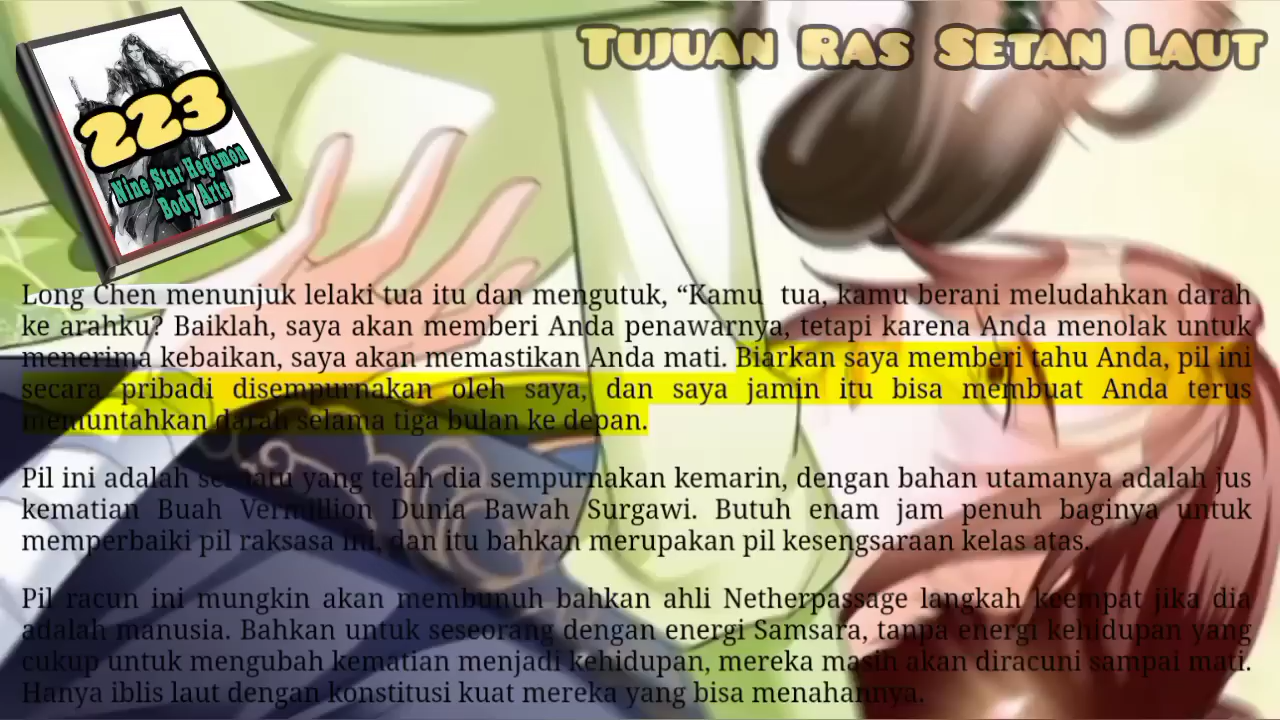 Tujuan Ras Setan Laut
223
Nine Star Hegemon
Body Arts
Long Chen menunjuk lelaki tua itu dan mengutuk, “Kamu  tua, kamu berani meludahkan darah
ke arahku? Baiklah, saya akan memberi Anda penawarnya, tetapi karena Anda menolak untuk
menerima kebaikan, saya akan memastikan Anda mati. Biarkan saya memberi tahu Anda, pil ini
secara pribadi disempurnakan oleh saya, dan saya jamin itu bisa membuat Anda terus
memuntahkan darah selama tiga bulan ke depan.
Pil ini adalah sesuatu yang telah dia sempurnakan kemarin, dengan bahan utamanya adalah jus
kematian Buah Vermillion Dunia Bawah Surgawi. Butuh enam jam penuh baginya untuk
memperbaiki pil raksasa ini, dan itu bahkan merupakan pil kesengsaraan kelas atas.
Pil racun ini mungkin akan membunuh bahkan ahli Netherpassage langkah keempat jika dia
adalah manusia. Bahkan untuk seseorang dengan energi Samsara, tanpa energi kehidupan yang
cukup untuk mengubah kematian menjadi kehidupan, mereka masih akan diracuni sampai mati.
Hanya iblis laut dengan konstitusi kuat mereka yang bisa menahannya.